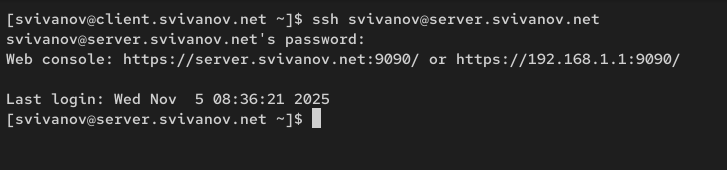 [svivanov@client.svivanov.net ~]$ ssh svivanov@server.svivanov.net
svivanov@server.svivanov.net's password:
Web console: https://server.svivanov.net:9090/ or https://192.168.1.1:9090/
Last login: Wed Nov  5 08:36:21 2025
[svivanov@server.svivanov.net ~]$